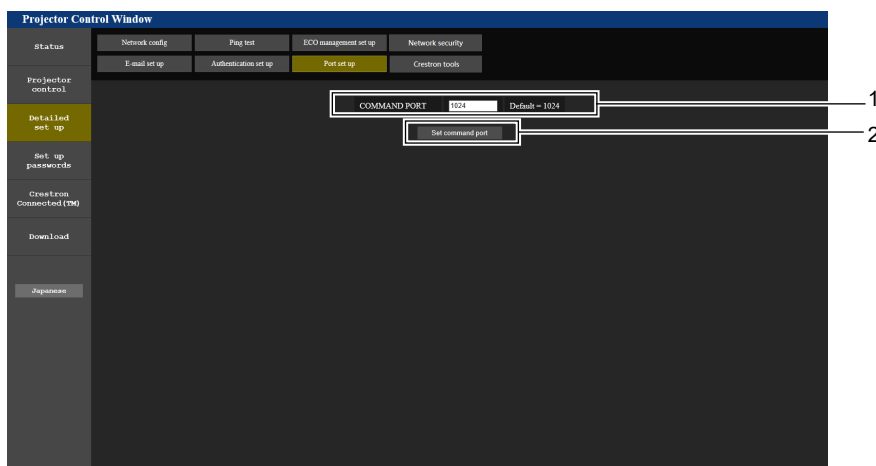 Projector Control Window
Status
Network config
Ping test
ECO management set up
Network security
E-mail set up
Authentication set up
Port set up
Crestron tools
Projector
control
Detailed
set up
Set up
passwords
Crestron
Connected(TM)
Download
Japanese
COMMAND PORT 1024 Default = 1024
1
Set command port
2